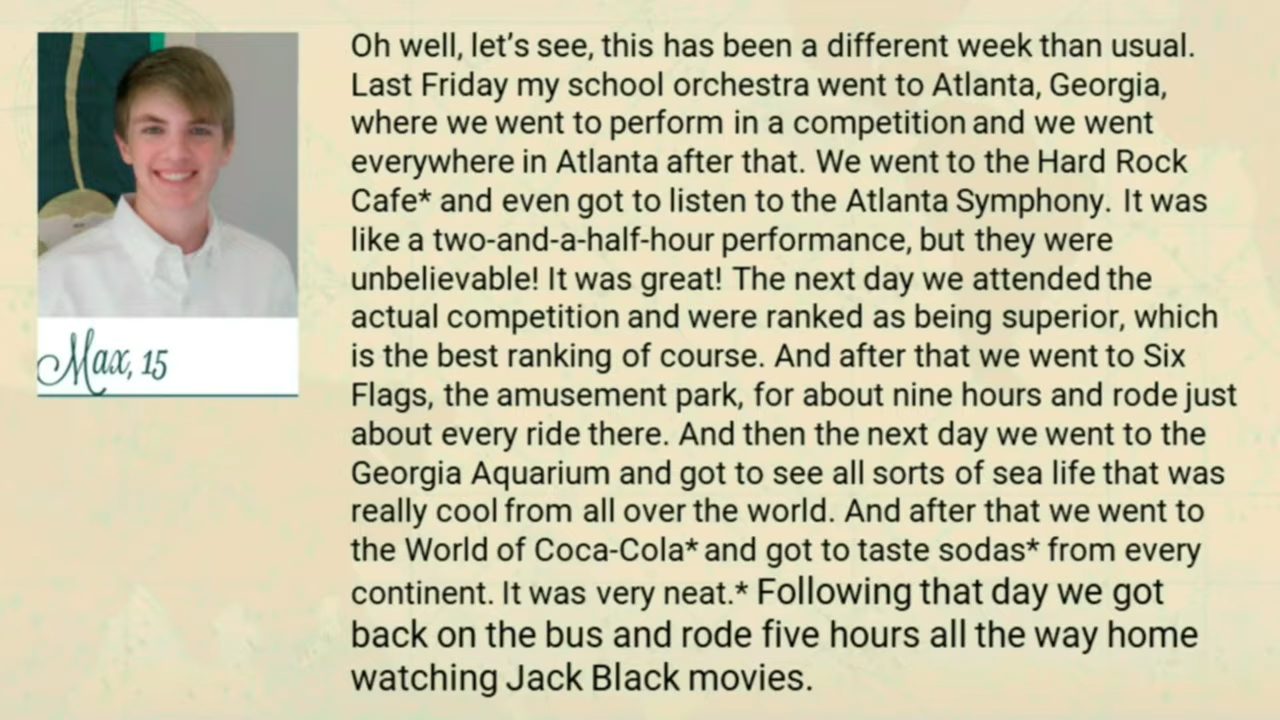 Oh well, let's see, this has been a different week than usual.
Last Friday my school orchestra went to Atlanta, Georgia,
where we went to perform in a competition and we went
everywhere in Atlanta after that. We went to the Hard Rock
Cafe* and even got to listen to the Atlanta Symphony. It was
like a two-and-a-half-hour performance, but they were
unbelievable! It was great! The next day we attended the
actual competition and were ranked as being superior, which
is the best ranking of course. And after that we went to Six
Flags, the amusement park, for about nine hours and rode just
about every ride there. And then the next day we went to the
Georgia Aquarium and got to see all sorts of sea life that was
really cool from all over the world. And after that we went to
the World of Coca-Cola* and got to taste sodas* from every
continent. It was very neat.* Following that day we got
back on the bus and rode five hours all the way home
watching Jack Black movies.
Max, 15